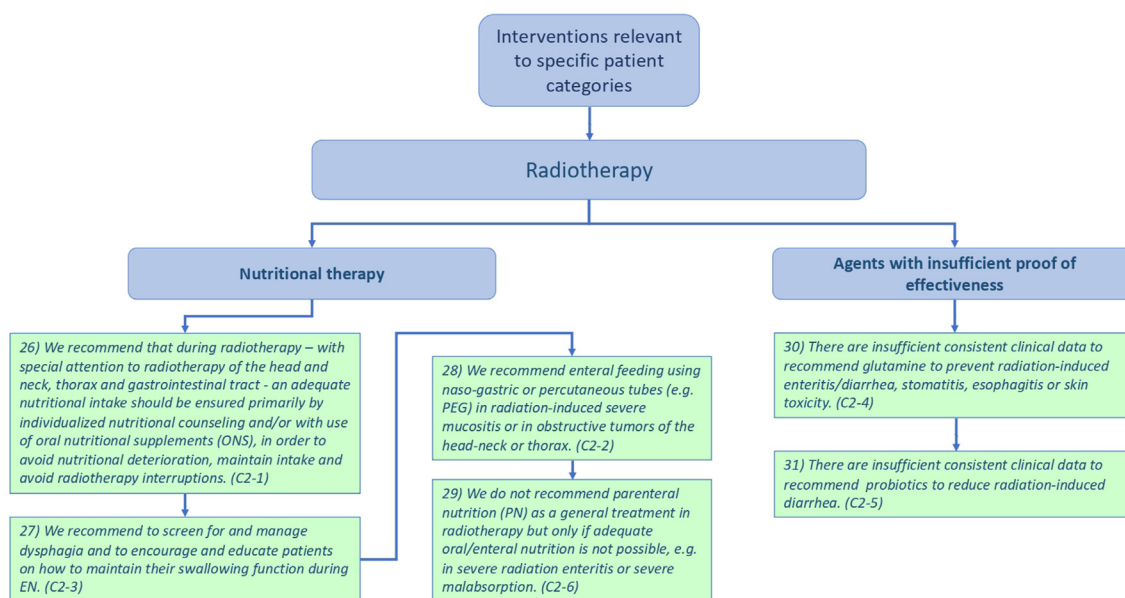 Interventions relevant
to specific patient
categories
Radiotherapy
Nutritional therapy
26) We recommend that during radiotherapy – with
special attention to radiotherapy of the head and
neck, thorax and gastrointestinal tract - an adequate
nutritional intake should be ensured primarily by
individualized nutritional counseling and/or with use
of oral nutritional supplements (ONS), in order to
avoid nutritional deterioration, maintain intake and
avoid radiotherapy interruptions. (C2-1)
27) We recommend to screen for and manage
dysphagia and to encourage and educate patients
on how to maintain their swallowing function during
EN. (C2-3)
28) We recommend enteral feeding using
naso-gastric or percutaneous tubes (e.g.
PEG) in radiation-induced severe
mucositis or in obstructive tumors of the
head-neck or thorax. (C2-2)
29) We do not recommend parenteral
nutrition (PN) as a general treatment in
radiotherapy but only if adequate
oral/enteral nutrition is not possible, e.g.
in severe radiation enteritis or severe
malabsorption. (C2-6)
Agents with insufficient proof of
effectiveness
30) There are insufficient consistent clinical data to
recommend glutamine to prevent radiation-induced
enteritis/diarrhea, stomatitis, esophagitis or skin
toxicity. (C2-4)
31) There are insufficient consistent clinical data to
recommend  probiotics to reduce radiation-induced
diarrhea. (C2-5)